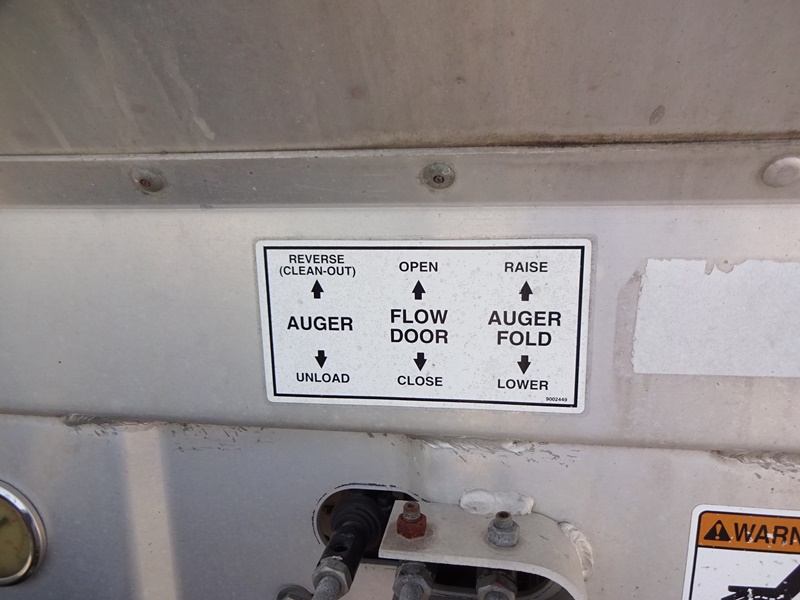 REVERSE
(CLEAN-OUT)
AUGER
UNLOAD
OPEN
FLOW
DOOR
CLOSE
RAISE
AUGER
FOLD
LOWER
9002449
WARN